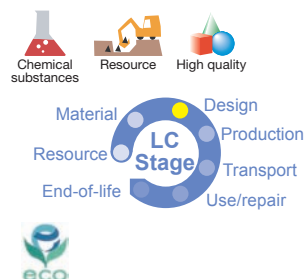 Chemical
substances
Resource
High quality
Design
Material
Production
LC
Stage
Resource
Transport
End-of-life
Use/repair
eco